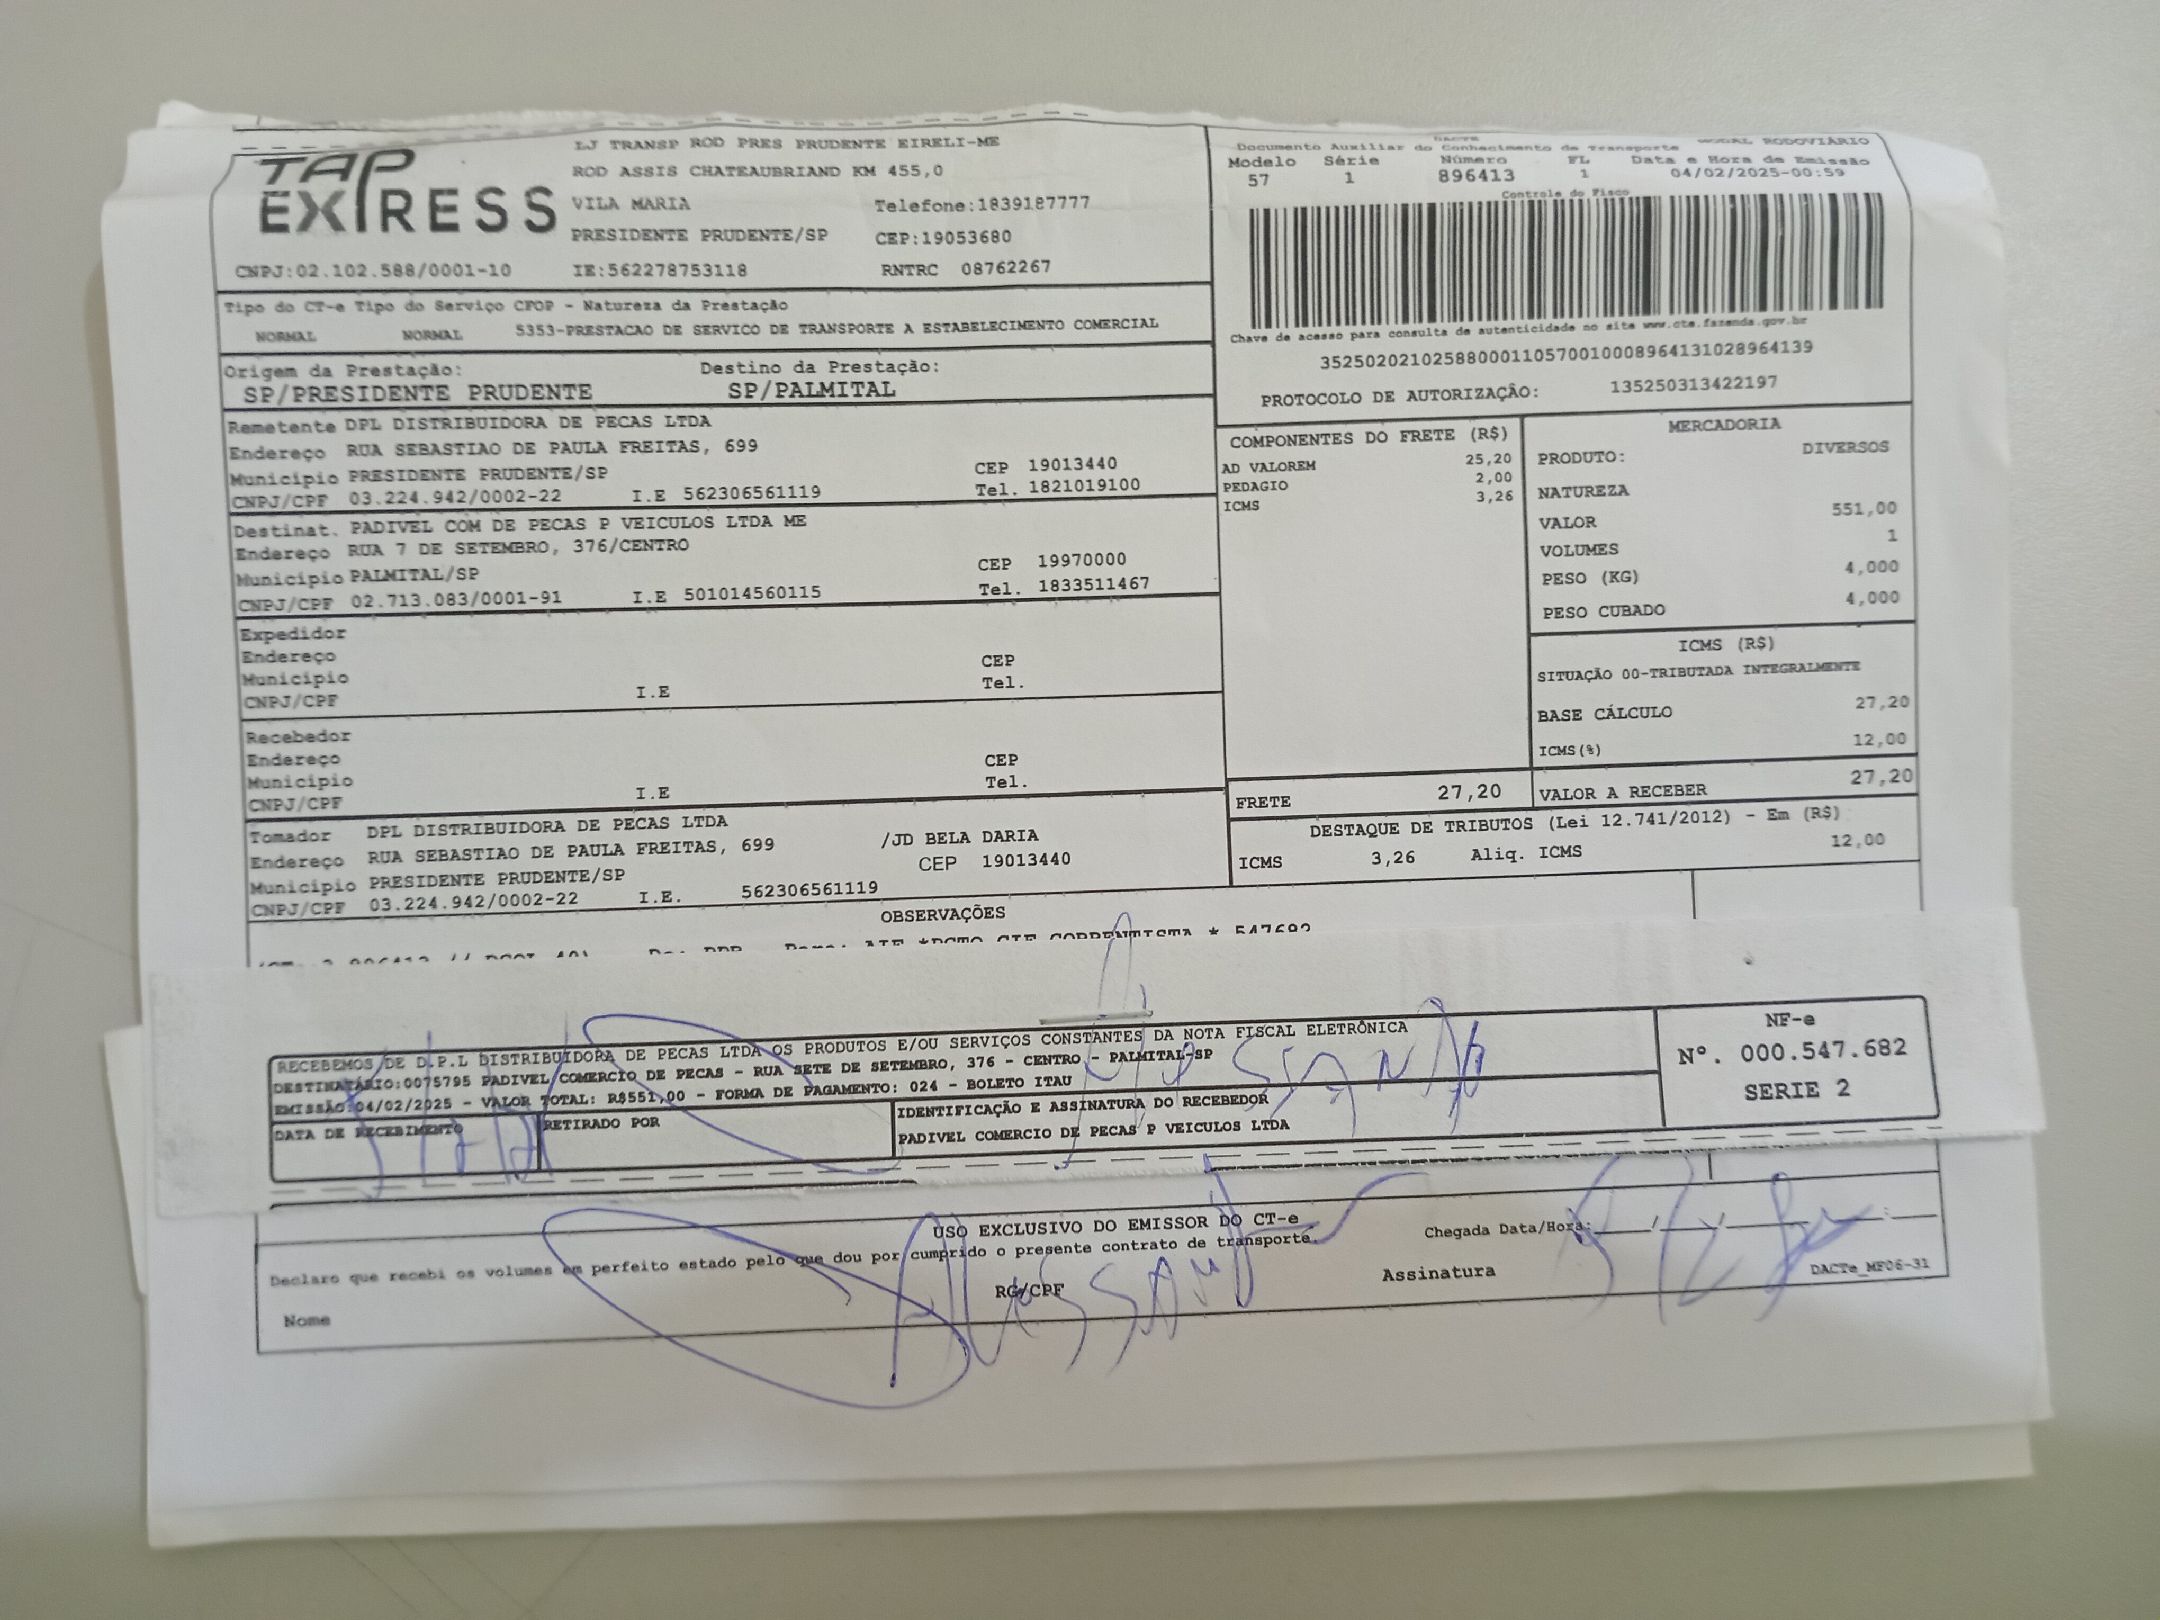 TAP EXPRESS
LJ TRANSP ROD PRES PRUDENTE EIRELI-ME
ROD ASSIS CHATEAUBRIAND KM 455,0
VILA MARIA Telefone:1839187777
PRESIDENTE PRUDENTE/SP CEP:19053680
CNPJ:02.102.588/0001-10 IE:562278753118 RNTRC 08762267
DACTE MODAL RODOVIÁRIO
Documento Auxiliar do Conhecimento de Transporte
Modelo Série Número FL Data e Hora de Emissão
57 1 896413 1 04/02/2025-00:59
Controle do Fisco
Chave de acesso para consulta de autenticidade no site www.cte.fazenda.gov.br
35250202102588000110570010008964131028964139
PROTOCOLO DE AUTORIZAÇÃO: 135250313422197
Tipo do CT-e Tipo do Serviço CFOP - Natureza da Prestação
NORMAL NORMAL 5353-PRESTACAO DE SERVICO DE TRANSPORTE A ESTABELECIMENTO COMERCIAL
Origem da Prestação: Destino da Prestação:
SP/PRESIDENTE PRUDENTE SP/PALMITAL
Remetente DPL DISTRIBUIDORA DE PECAS LTDA
Endereço RUA SEBASTIAO DE PAULA FREITAS, 699
Município PRESIDENTE PRUDENTE/SP CEP 19013440
CNPJ/CPF 03.224.942/0002-22 I.E 562306561119 Tel. 1821019100
Destinat. PADIVEL COM DE PECAS P VEICULOS LTDA ME
Endereço RUA 7 DE SETEMBRO, 376/CENTRO
Município PALMITAL/SP CEP 19970000
CNPJ/CPF 02.713.083/0001-91 I.E 501014560115 Tel. 1833511467
Expedidor
Endereço
Município CEP
CNPJ/CPF I.E Tel.
Recebedor
Endereço
Município CEP
CNPJ/CPF I.E Tel.
Tomador DPL DISTRIBUIDORA DE PECAS LTDA
Endereço RUA SEBASTIAO DE PAULA FREITAS, 699 /JD BELA DARIA
Município PRESIDENTE PRUDENTE/SP CEP 19013440
CNPJ/CPF 03.224.942/0002-22 I.E. 562306561119
COMPONENTES DO FRETE (R$)
AD VALOREM 25,20
PEDAGIO 2,00
ICMS 3,26
MERCADORIA
PRODUTO: DIVERSOS
NATUREZA
VALOR 551,00
VOLUMES 1
PESO (KG) 4,000
PESO CUBADO 4,000
ICMS (R$)
SITUAÇÃO 00-TRIBUTADA INTEGRALMENTE
BASE CÁLCULO 27,20
ICMS(%) 12,00
FRETE 27,20 VALOR A RECEBER 27,20
DESTAQUE DE TRIBUTOS (Lei 12.741/2012) - Em (R$)
ICMS 3,26 Aliq. ICMS 12,00
OBSERVAÇÕES
RECEBEMOS DE D.P.L DISTRIBUIDORA DE PECAS LTDA OS PRODUTOS E/OU SERVIÇOS CONSTANTES DA NOTA FISCAL ELETRÔNICA
DESTINATÁRIO:0075795 PADIVEL COMERCIO DE PECAS - RUA SETE DE SETEMBRO, 376 - CENTRO - PALMITAL-SP
EMISSÃO:04/02/2025 - VALOR TOTAL: R$551,00 - FORMA DE PAGAMENTO: 024 - BOLETO ITAU
DATA DE RECEBIMENTO RETIRADO POR IDENTIFICAÇÃO E ASSINATURA DO RECEBEDOR
PADIVEL COMERCIO DE PECAS P VEICULOS LTDA
NF-e
Nº. 000.547.682
SERIE 2
USO EXCLUSIVO DO EMISSOR DO CT-e
Declaro que recebi os volumes em perfeito estado pelo que dou por cumprido o presente contrato de transporte.
Chegada Data/Hora: __/__/__ __:__
Nome RG/CPF Assinatura
DACTe_MF06-31